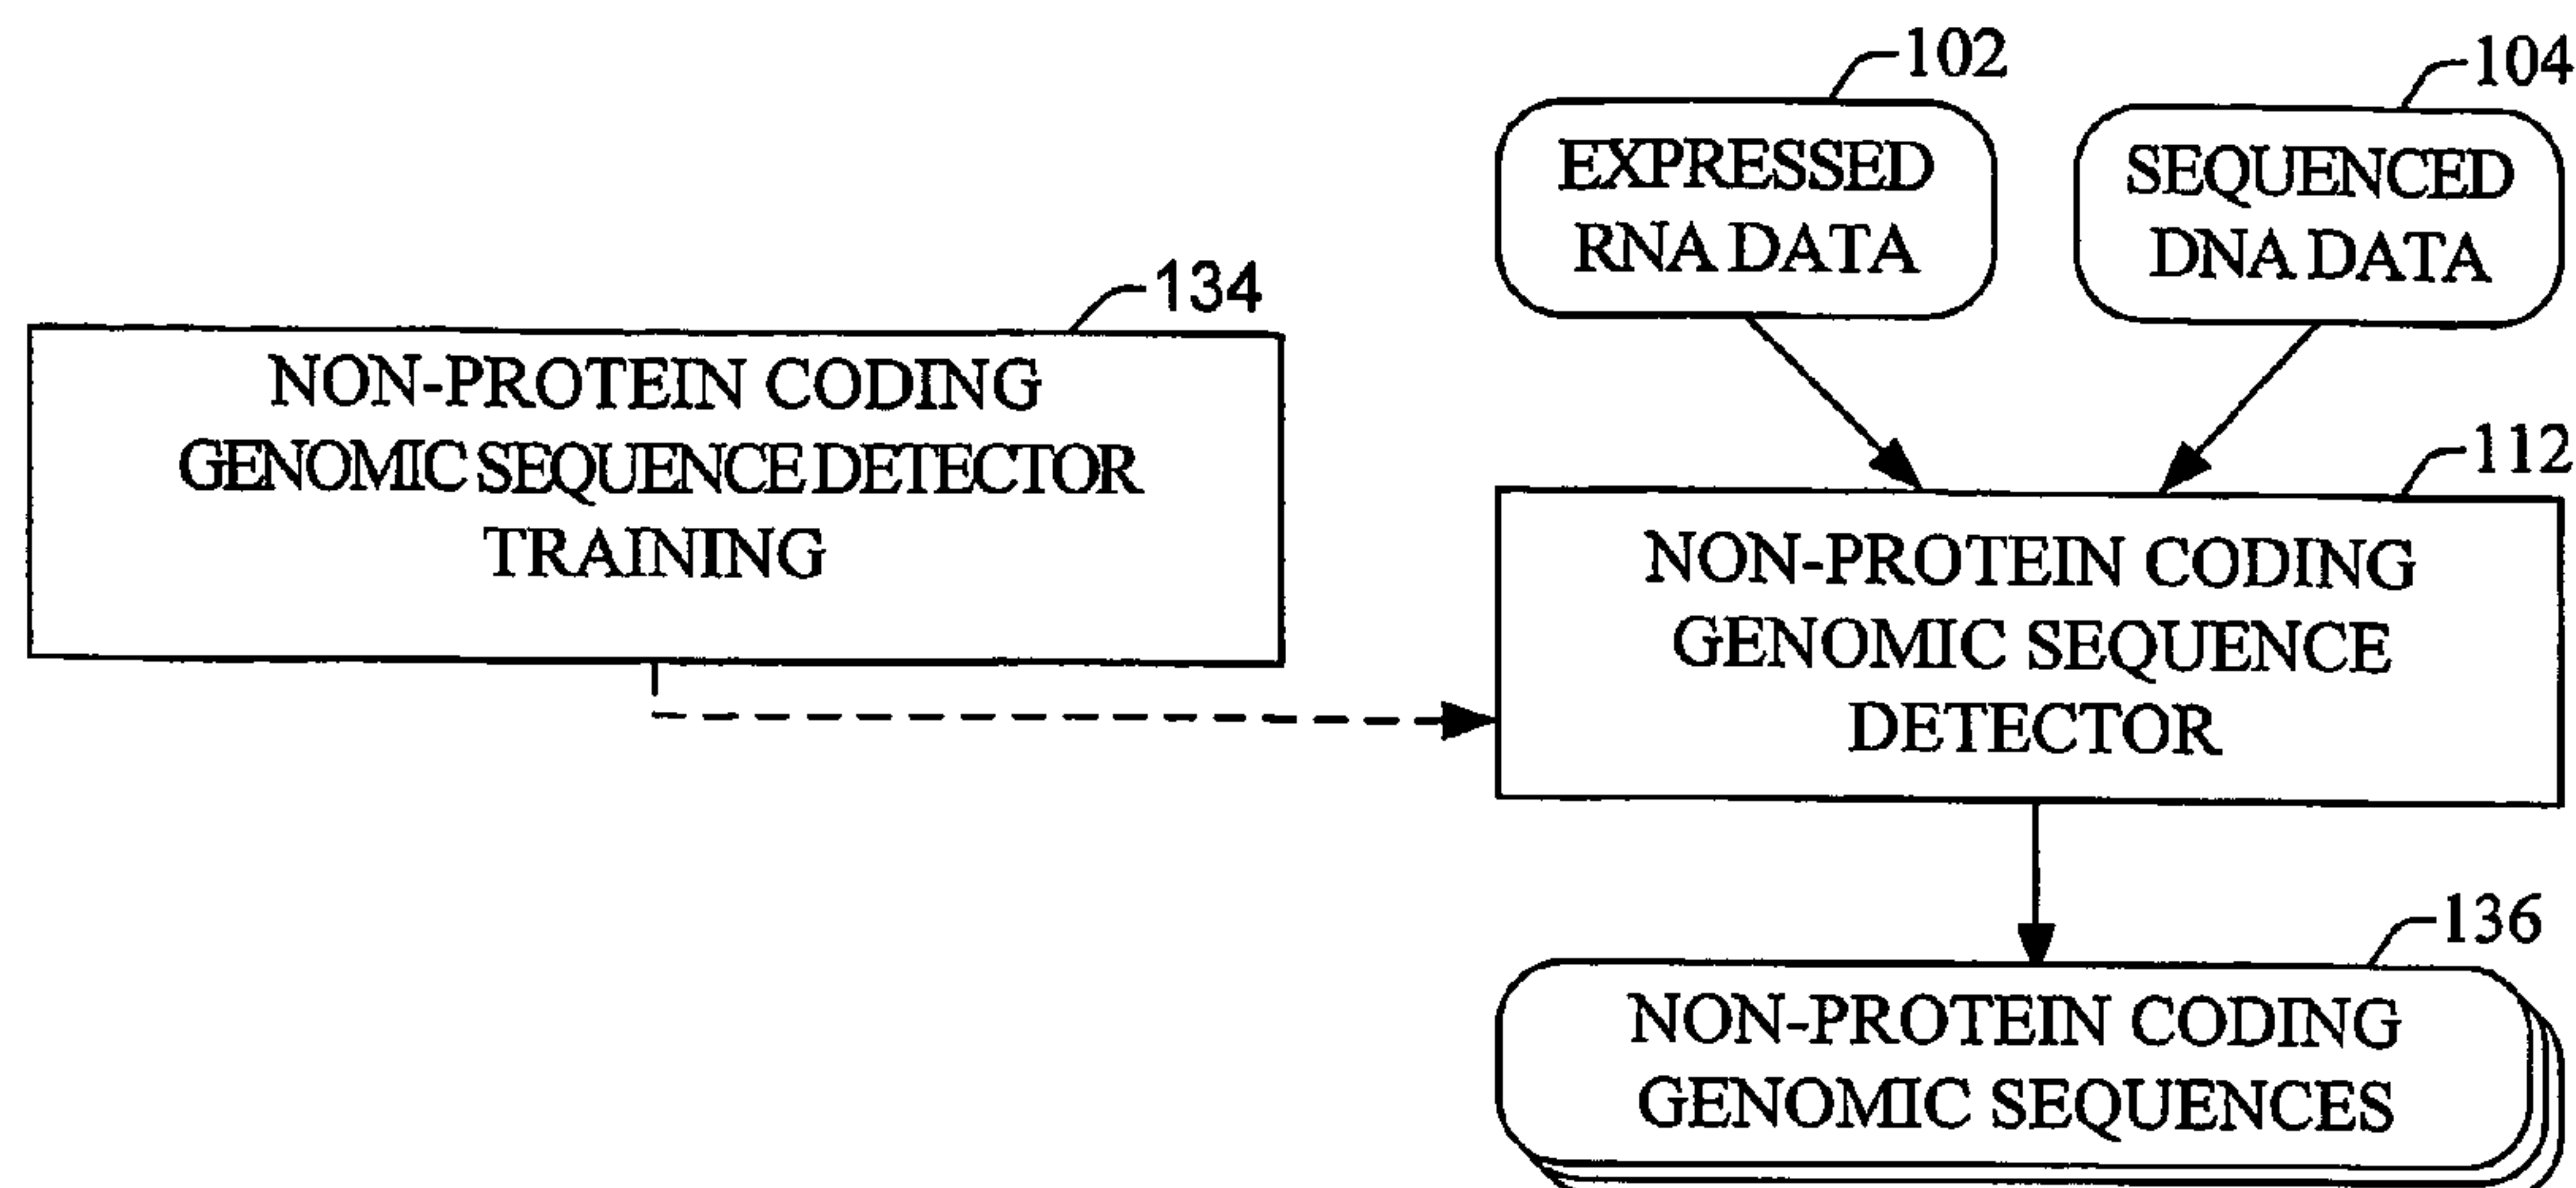 102
104
EXPRESSED
RNA DATA
SEQUENCED
DNA DATA
134
NON-PROTEIN CODING
GENOMIC SEQUENCE DETECTOR
TRAINING
112
NON-PROTEIN CODING
GENOMIC SEQUENCE
DETECTOR
136
NON-PROTEIN CODING
GENOMIC SEQUENCES